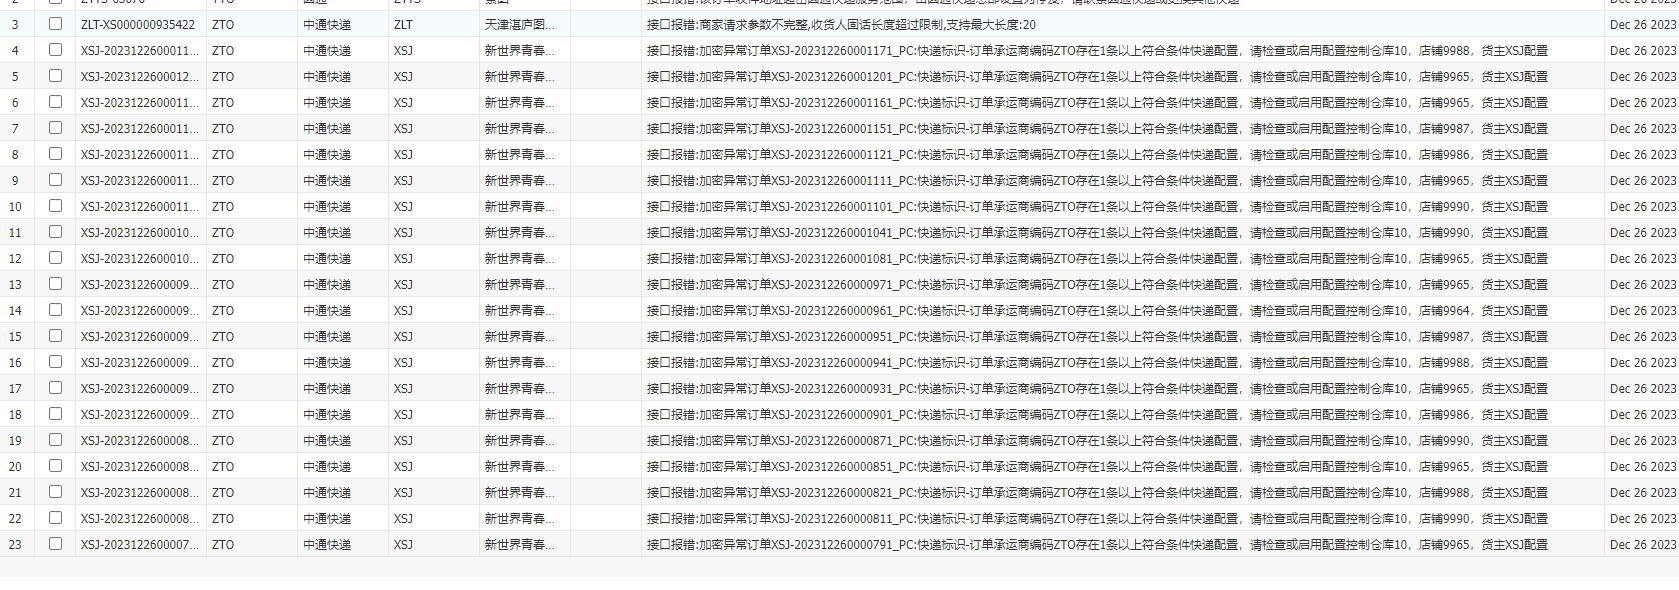 3 ZLT-XS000000935422 ZTO 中通快递 ZLT 天津湛庐图... 接口报错:商家请求参数不完整,收货人固话长度超过限制,支持最大长度:20 Dec 26 2023
4 XSJ-2023122600011... ZTO 中通快递 XSJ 新世界青春... 接口报错:加密异常订单XSJ-202312260001171_PC:快递标识-订单承运商编码ZTO存在1条以上符合条件快递配置，请检查或启用配置控制仓库10，店铺9988，货主XSJ配置 Dec 26 2023
5 XSJ-2023122600012... ZTO 中通快递 XSJ 新世界青春... 接口报错:加密异常订单XSJ-202312260001201_PC:快递标识-订单承运商编码ZTO存在1条以上符合条件快递配置，请检查或启用配置控制仓库10，店铺9965，货主XSJ配置 Dec 26 2023
6 XSJ-2023122600011... ZTO 中通快递 XSJ 新世界青春... 接口报错:加密异常订单XSJ-202312260001161_PC:快递标识-订单承运商编码ZTO存在1条以上符合条件快递配置，请检查或启用配置控制仓库10，店铺9965，货主XSJ配置 Dec 26 2023
7 XSJ-2023122600011... ZTO 中通快递 XSJ 新世界青春... 接口报错:加密异常订单XSJ-202312260001151_PC:快递标识-订单承运商编码ZTO存在1条以上符合条件快递配置，请检查或启用配置控制仓库10，店铺9987，货主XSJ配置 Dec 26 2023
8 XSJ-2023122600011... ZTO 中通快递 XSJ 新世界青春... 接口报错:加密异常订单XSJ-202312260001121_PC:快递标识-订单承运商编码ZTO存在1条以上符合条件快递配置，请检查或启用配置控制仓库10，店铺9986，货主XSJ配置 Dec 26 2023
9 XSJ-2023122600011... ZTO 中通快递 XSJ 新世界青春... 接口报错:加密异常订单XSJ-202312260001111_PC:快递标识-订单承运商编码ZTO存在1条以上符合条件快递配置，请检查或启用配置控制仓库10，店铺9965，货主XSJ配置 Dec 26 2023
10 XSJ-2023122600011... ZTO 中通快递 XSJ 新世界青春... 接口报错:加密异常订单XSJ-202312260001101_PC:快递标识-订单承运商编码ZTO存在1条以上符合条件快递配置，请检查或启用配置控制仓库10，店铺9990，货主XSJ配置 Dec 26 2023
11 XSJ-2023122600010... ZTO 中通快递 XSJ 新世界青春... 接口报错:加密异常订单XSJ-202312260001041_PC:快递标识-订单承运商编码ZTO存在1条以上符合条件快递配置，请检查或启用配置控制仓库10，店铺9990，货主XSJ配置 Dec 26 2023
12 XSJ-2023122600010... ZTO 中通快递 XSJ 新世界青春... 接口报错:加密异常订单XSJ-202312260001081_PC:快递标识-订单承运商编码ZTO存在1条以上符合条件快递配置，请检查或启用配置控制仓库10，店铺9965，货主XSJ配置 Dec 26 2023
13 XSJ-2023122600009... ZTO 中通快递 XSJ 新世界青春... 接口报错:加密异常订单XSJ-202312260000971_PC:快递标识-订单承运商编码ZTO存在1条以上符合条件快递配置，请检查或启用配置控制仓库10，店铺9965，货主XSJ配置 Dec 26 2023
14 XSJ-2023122600009... ZTO 中通快递 XSJ 新世界青春... 接口报错:加密异常订单XSJ-202312260000961_PC:快递标识-订单承运商编码ZTO存在1条以上符合条件快递配置，请检查或启用配置控制仓库10，店铺9964，货主XSJ配置 Dec 26 2023
15 XSJ-2023122600009... ZTO 中通快递 XSJ 新世界青春... 接口报错:加密异常订单XSJ-202312260000951_PC:快递标识-订单承运商编码ZTO存在1条以上符合条件快递配置，请检查或启用配置控制仓库10，店铺9987，货主XSJ配置 Dec 26 2023
16 XSJ-2023122600009... ZTO 中通快递 XSJ 新世界青春... 接口报错:加密异常订单XSJ-202312260000941_PC:快递标识-订单承运商编码ZTO存在1条以上符合条件快递配置，请检查或启用配置控制仓库10，店铺9988，货主XSJ配置 Dec 26 2023
17 XSJ-2023122600009... ZTO 中通快递 XSJ 新世界青春... 接口报错:加密异常订单XSJ-202312260000931_PC:快递标识-订单承运商编码ZTO存在1条以上符合条件快递配置，请检查或启用配置控制仓库10，店铺9965，货主XSJ配置 Dec 26 2023
18 XSJ-2023122600009... ZTO 中通快递 XSJ 新世界青春... 接口报错:加密异常订单XSJ-202312260000901_PC:快递标识-订单承运商编码ZTO存在1条以上符合条件快递配置，请检查或启用配置控制仓库10，店铺9986，货主XSJ配置 Dec 26 2023
19 XSJ-2023122600008... ZTO 中通快递 XSJ 新世界青春... 接口报错:加密异常订单XSJ-202312260000871_PC:快递标识-订单承运商编码ZTO存在1条以上符合条件快递配置，请检查或启用配置控制仓库10，店铺9990，货主XSJ配置 Dec 26 2023
20 XSJ-2023122600008... ZTO 中通快递 XSJ 新世界青春... 接口报错:加密异常订单XSJ-202312260000851_PC:快递标识-订单承运商编码ZTO存在1条以上符合条件快递配置，请检查或启用配置控制仓库10，店铺9965，货主XSJ配置 Dec 26 2023
21 XSJ-2023122600008... ZTO 中通快递 XSJ 新世界青春... 接口报错:加密异常订单XSJ-202312260000821_PC:快递标识-订单承运商编码ZTO存在1条以上符合条件快递配置，请检查或启用配置控制仓库10，店铺9988，货主XSJ配置 Dec 26 2023
22 XSJ-2023122600008... ZTO 中通快递 XSJ 新世界青春... 接口报错:加密异常订单XSJ-202312260000811_PC:快递标识-订单承运商编码ZTO存在1条以上符合条件快递配置，请检查或启用配置控制仓库10，店铺9990，货主XSJ配置 Dec 26 2023
23 XSJ-2023122600007... ZTO 中通快递 XSJ 新世界青春... 接口报错:加密异常订单XSJ-202312260000791_PC:快递标识-订单承运商编码ZTO存在1条以上符合条件快递配置，请检查或启用配置控制仓库10，店铺9965，货主XSJ配置 Dec 26 2023